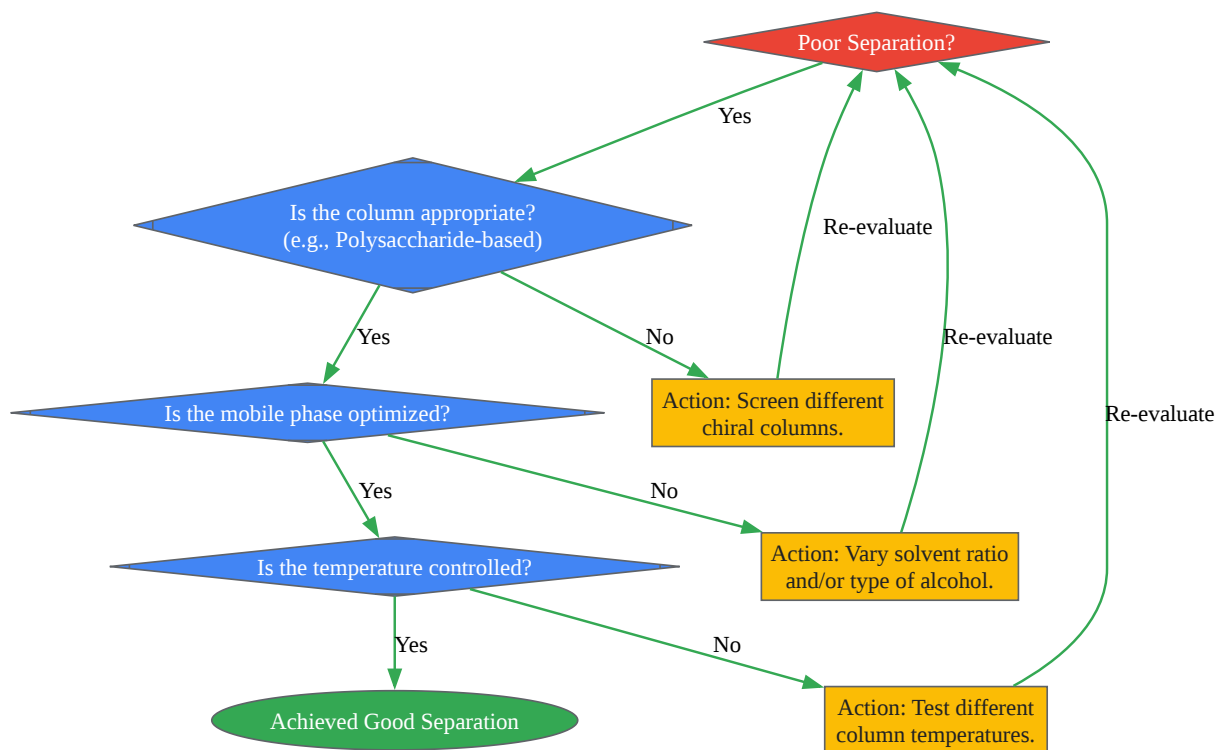 Poor Separation?
Yes
Is the column appropriate?
(e.g., Polysaccharide-based)
Re-evaluate
Yes
No
Re-evaluate
Action: Screen different
chiral columns.
Is the mobile phase optimized?
Re-evaluate
Yes
No
Action: Vary solvent ratio
and/or type of alcohol.
Is the temperature controlled?
Yes
No
Action: Test different
column temperatures.
Achieved Good Separation